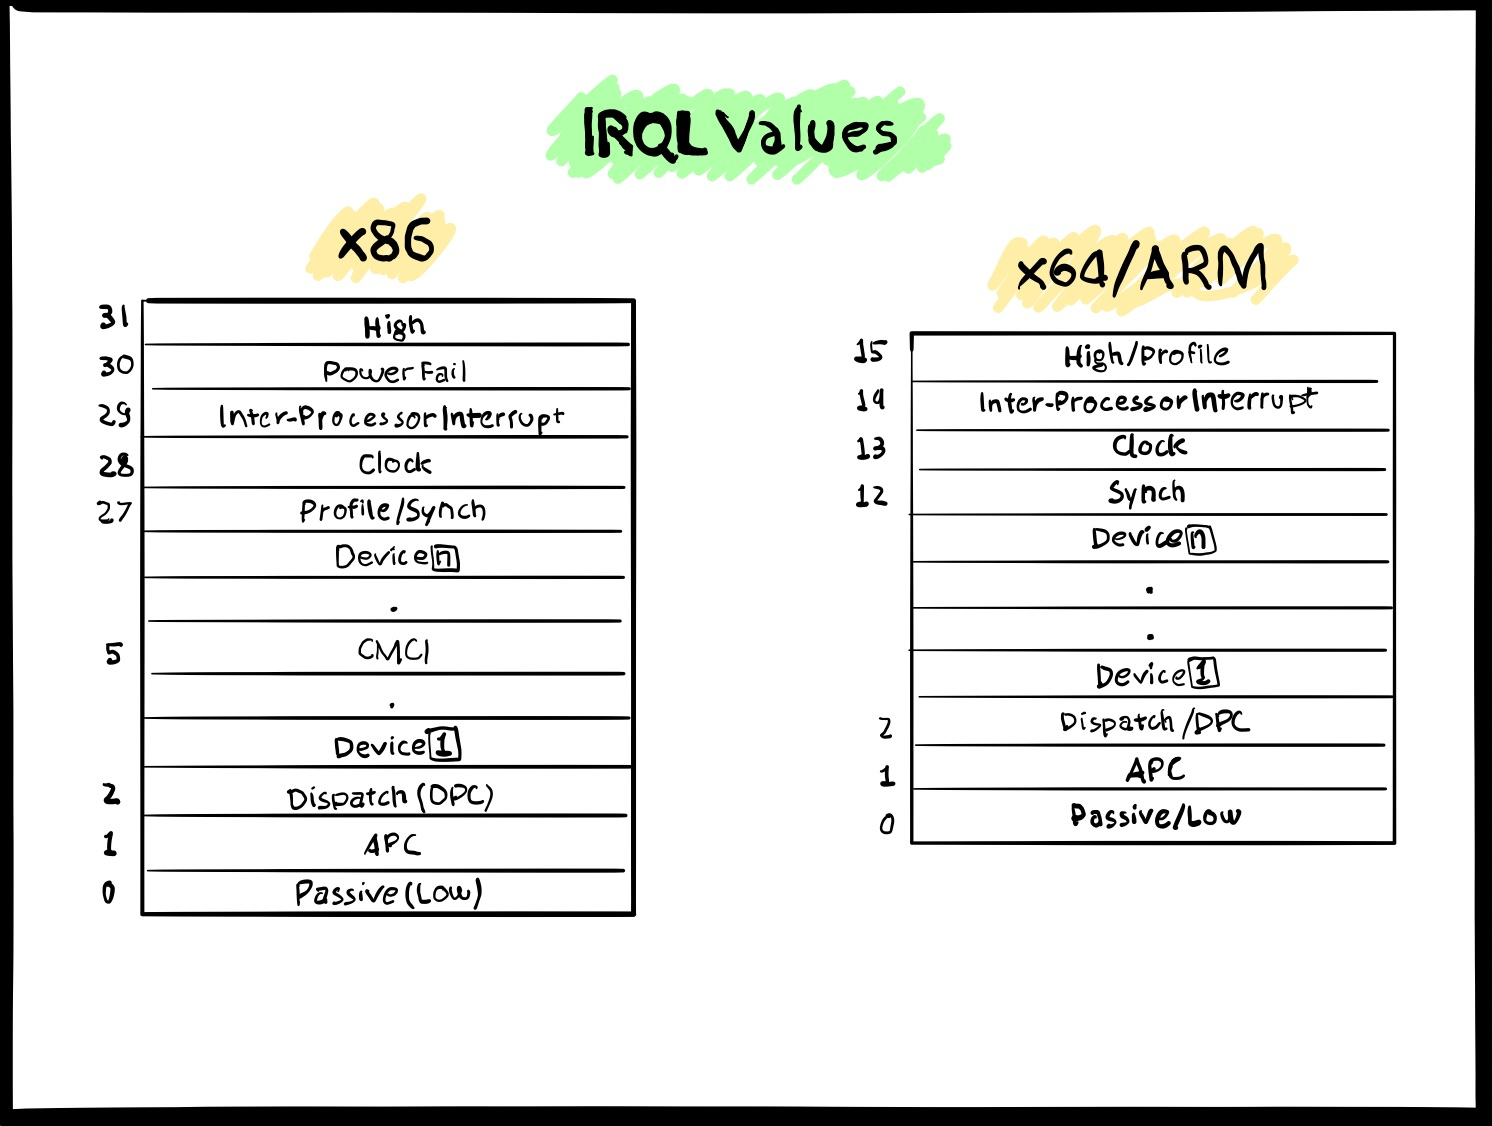 IRQL Values
x86
31 High
30 Power Fail
29 Inter-Processor Interrupt
28 Clock
27 Profile/Synch
Device n
.
5 CMCI
.
Device 1
2 Dispatch (DPC)
1 APC
0 Passive (Low)
x64/ARM
15 High/Profile
14 Inter-Processor Interrupt
13 Clock
12 Synch
Device n
.
.
Device 1
2 Dispatch/DPC
1 APC
0 Passive/Low